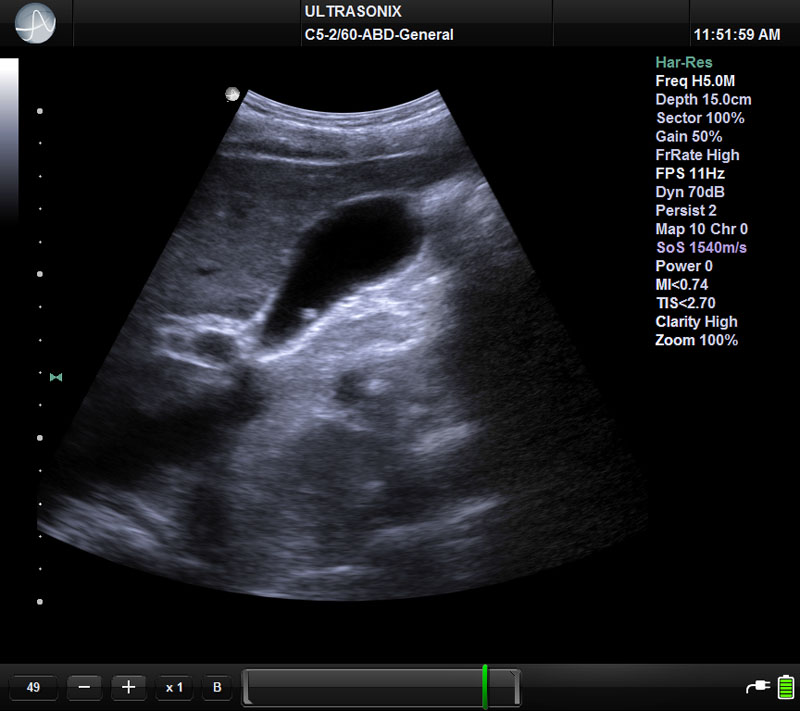 ULTRASONIX
C5-2/60-ABD-General
11:51:59 AM
Har-Res
Freq H5.0M
Depth 15.0cm
Sector 100%
Gain 50%
FrRate High
FPS 11Hz
Dyn 70dB
Persist 2
Map 10 Chr 0
SoS 1540m/s
Power 0
MI<0.74
TIS<2.70
Clarity High
Zoom 100%
49
x 1
B